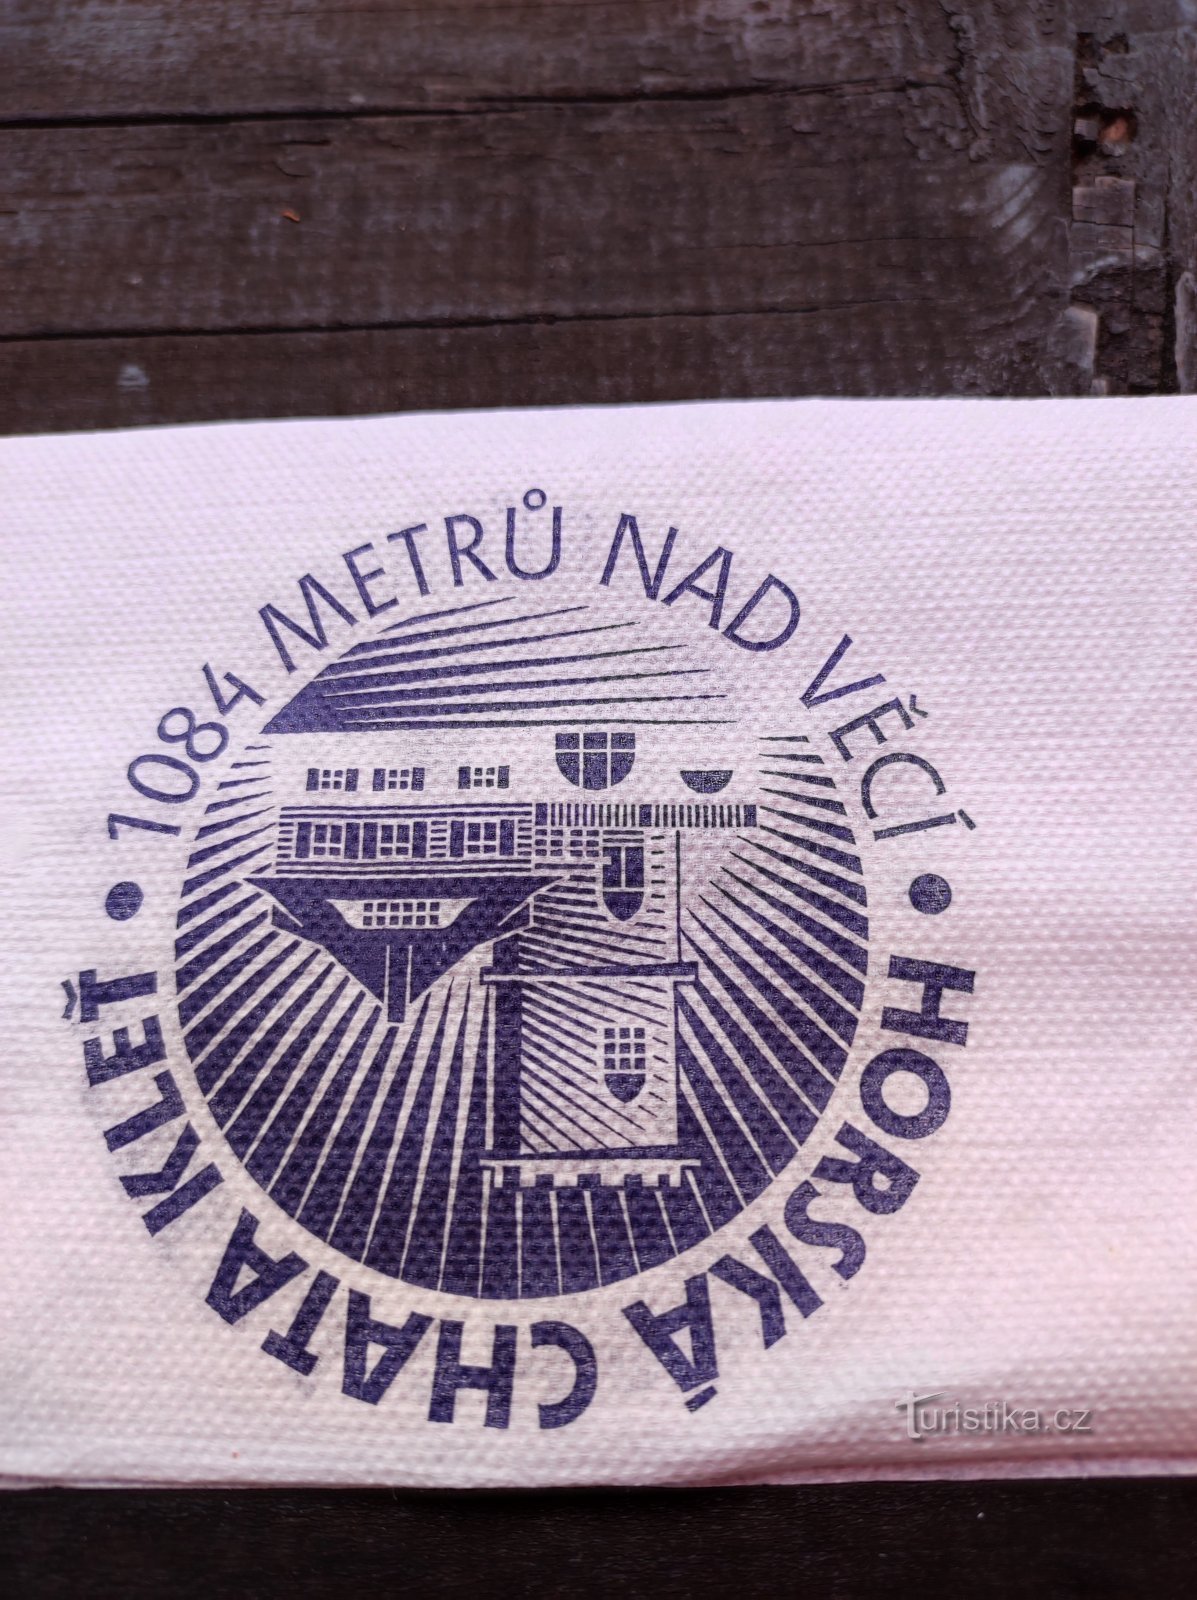 • 1084 METRŮ NAD VĚCÍ •
HORSKÁ CHATA KLEŤ
Turistika.cz